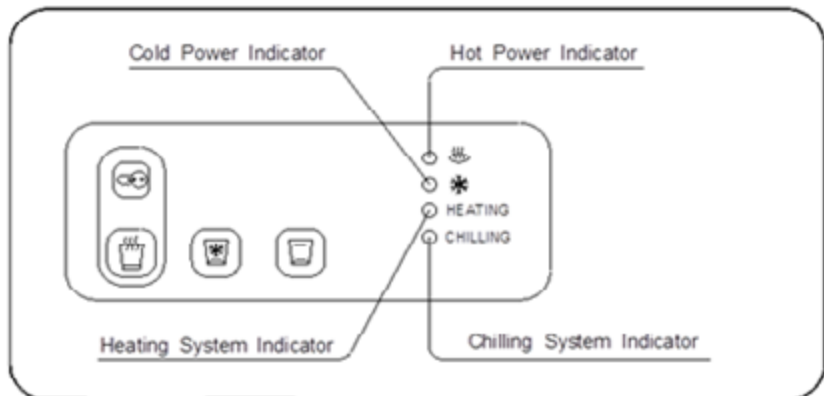 Cold Power Indicator
Hot Power Indicator
HEATING
CHILLING
Heating System Indicator
Chilling System Indicator